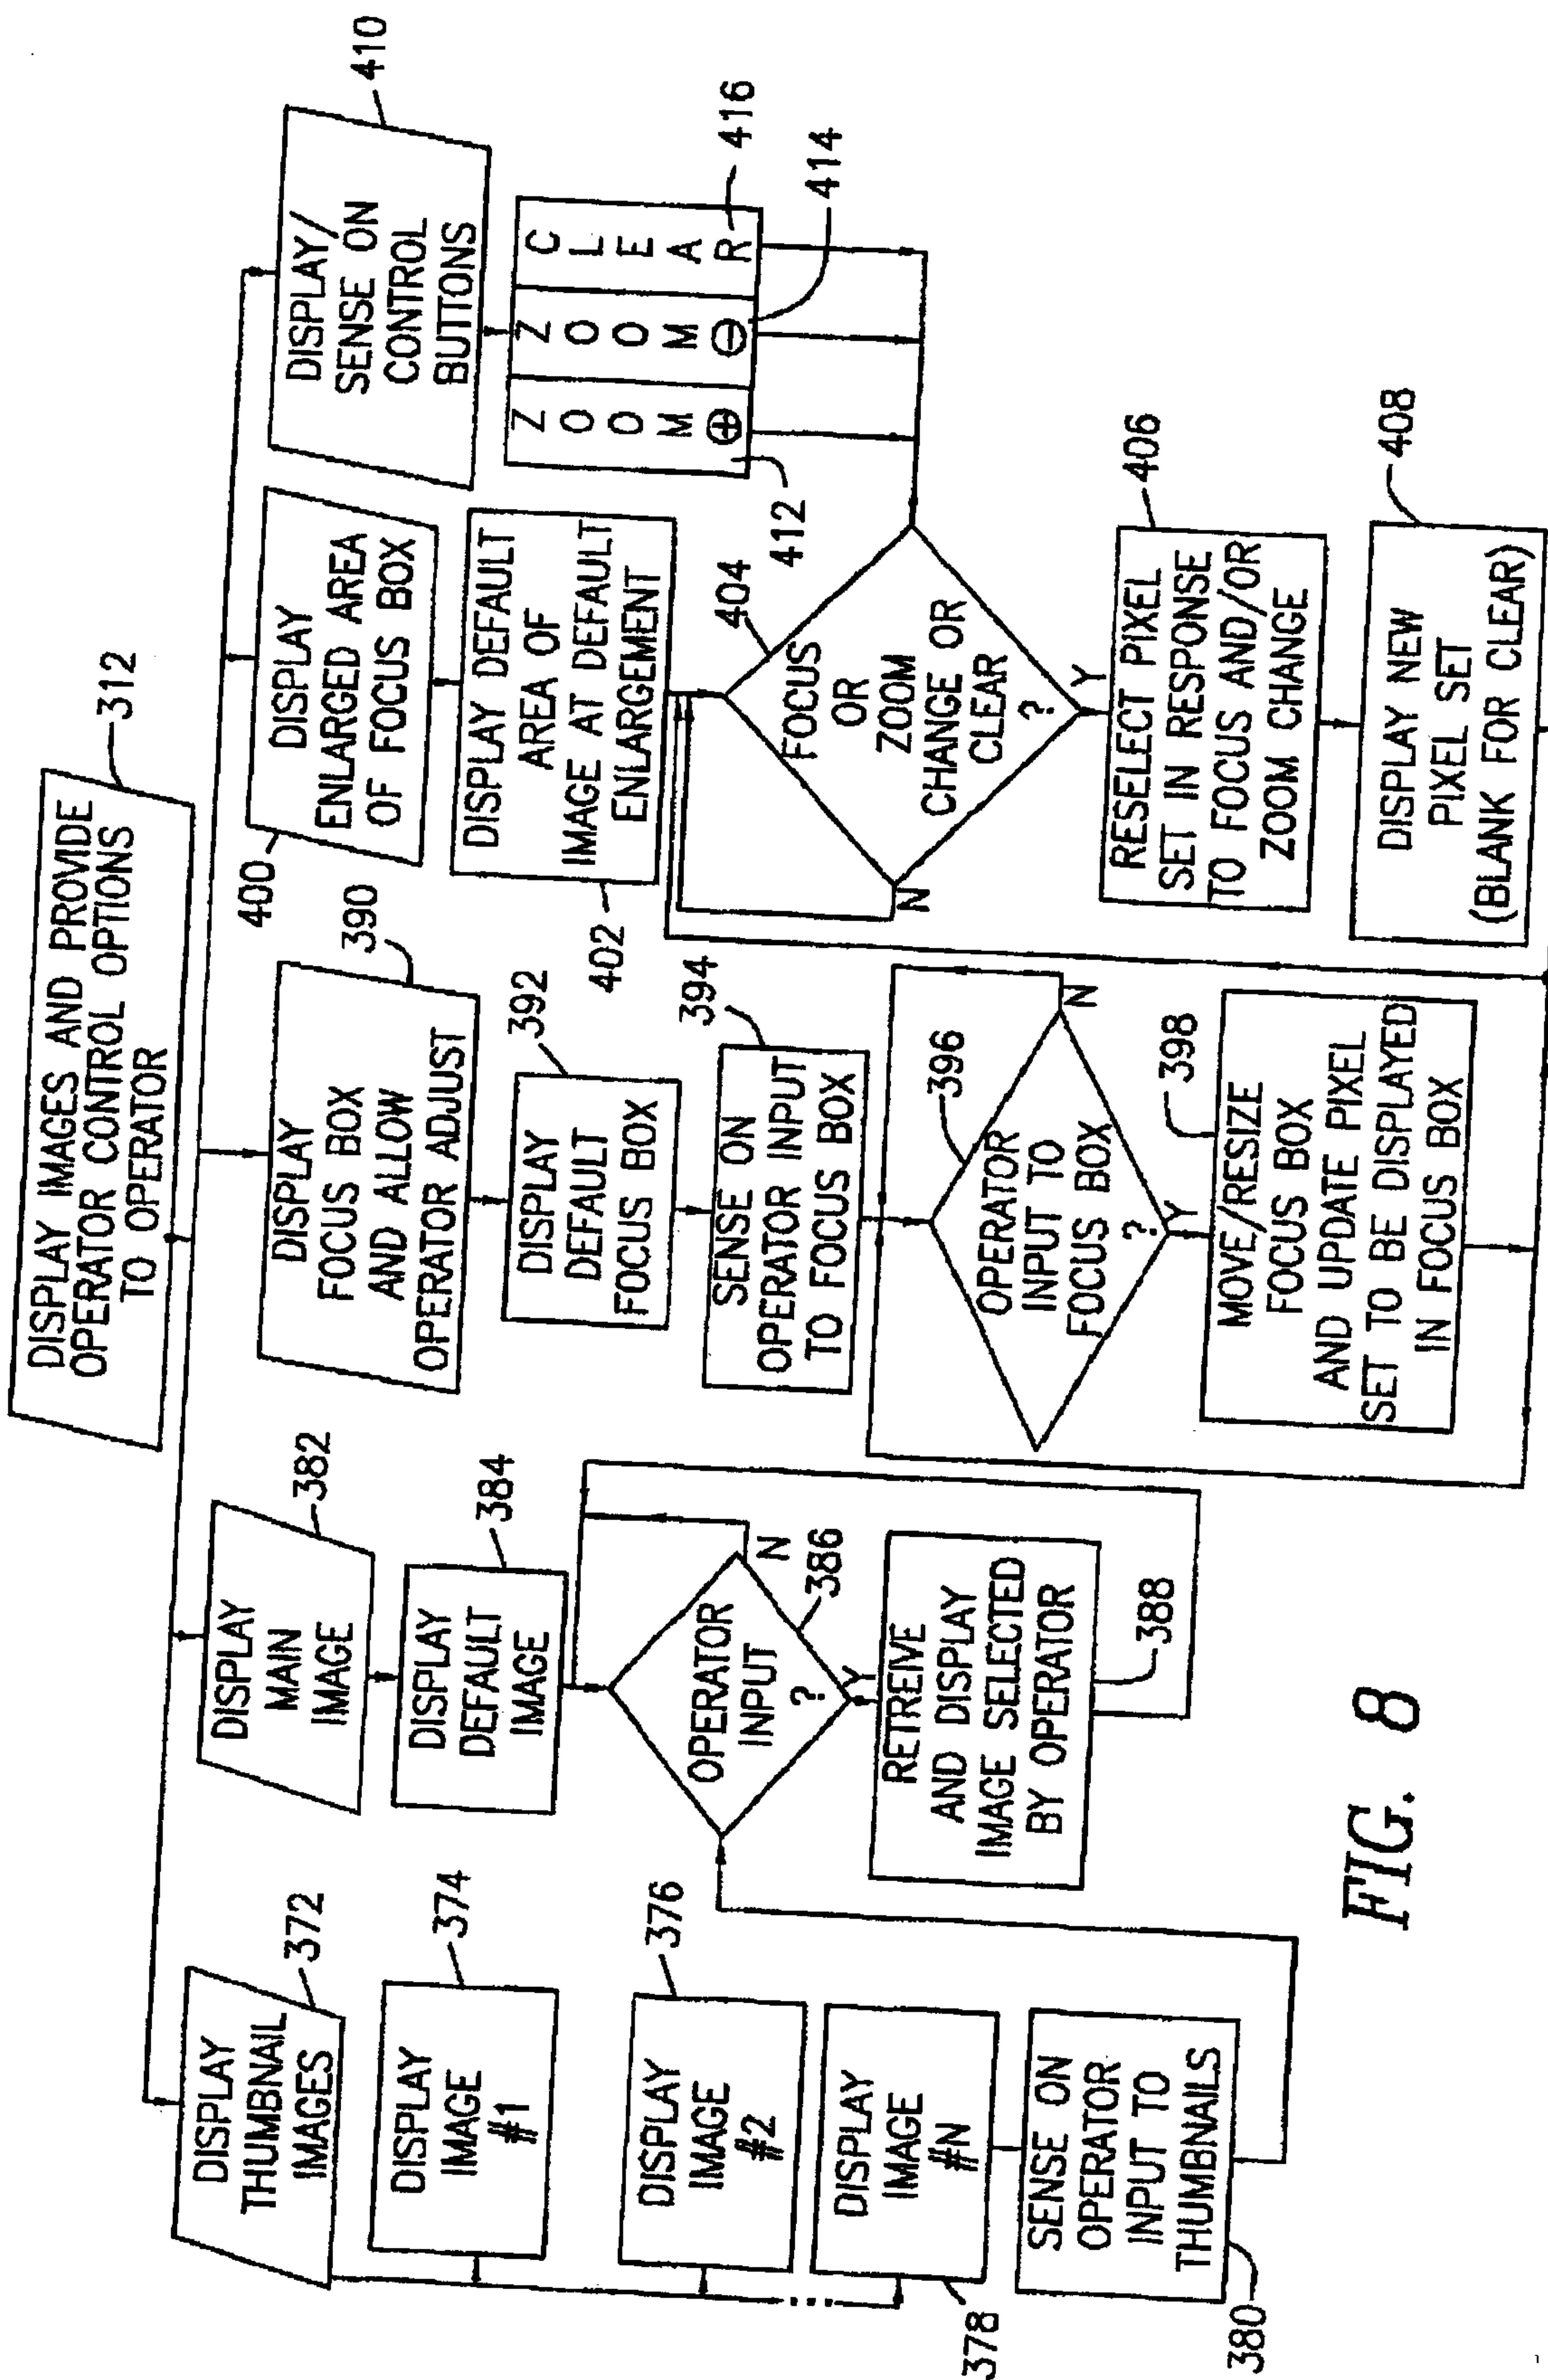 DISPLAY IMAGES AND PROVIDE
OPERATOR CONTROL OPTIONS
TO OPERATOR
312
DISPLAY
THUMBNAIL
IMAGES
372
DISPLAY
IMAGE
#1
374
DISPLAY
IMAGE
#2
376
DISPLAY
IMAGE
#N
378
SENSE ON
OPERATOR
INPUT TO
THUMBNAILS
380
DISPLAY
MAIN
IMAGE
382
DISPLAY
DEFAULT
IMAGE
384
OPERATOR
INPUT
?
386
N
Y
RETREIVE
AND DISPLAY
IMAGE SELECTED
BY OPERATOR
388
DISPLAY
FOCUS BOX
AND ALLOW
OPERATOR ADJUST
390
DISPLAY
DEFAULT
FOCUS BOX
392
SENSE ON
OPERATOR INPUT
TO FOCUS BOX
394
OPERATOR
INPUT TO
FOCUS BOX
?
396
N
Y
MOVE/RESIZE
FOCUS BOX
AND UPDATE PIXEL
SET TO BE DISPLAYED
IN FOCUS BOX
398
DISPLAY
ENLARGED AREA
OF FOCUS BOX
400
DISPLAY DEFAULT
AREA OF
IMAGE AT DEFAULT
ENLARGEMENT
402
FOCUS
OR
ZOOM
CHANGE OR
CLEAR
?
404
N
Y
RESELECT PIXEL
SET IN RESPONSE
TO FOCUS AND/OR
ZOOM CHANGE
406
DISPLAY NEW
PIXEL SET
(BLANK FOR CLEAR)
408
DISPLAY/
SENSE ON
CONTROL
BUTTONS
410
ZOOM ⊕
412
ZOOM ⊖
414
CLEAR
416
FIG. 8